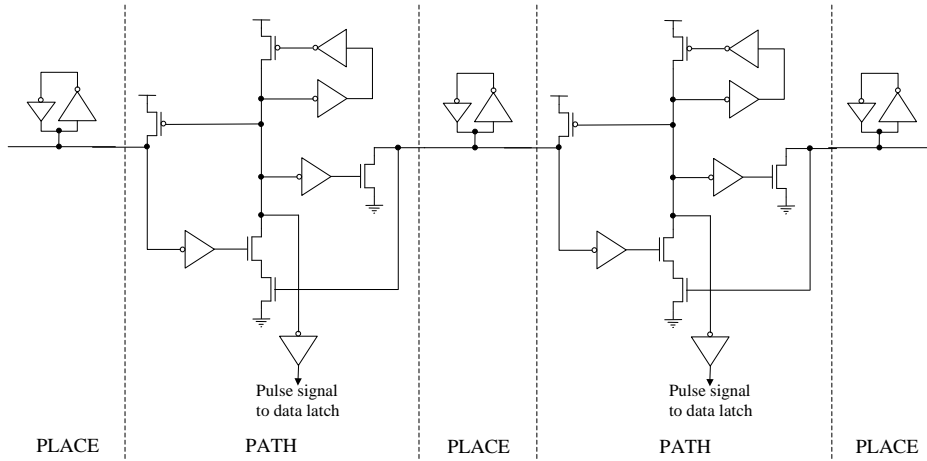 Pulse signal
to data latch
Pulse signal
to data latch
PLACE
PATH
PLACE
PATH
PLACE